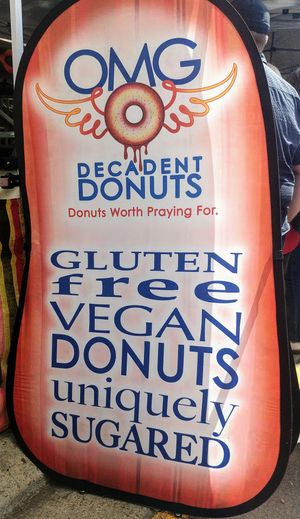 OMG
DECADENT
DONUTS
Donuts Worth Praying For.
GLUTEN
free
VEGAN
DONUTS
uniquely
SUGARED